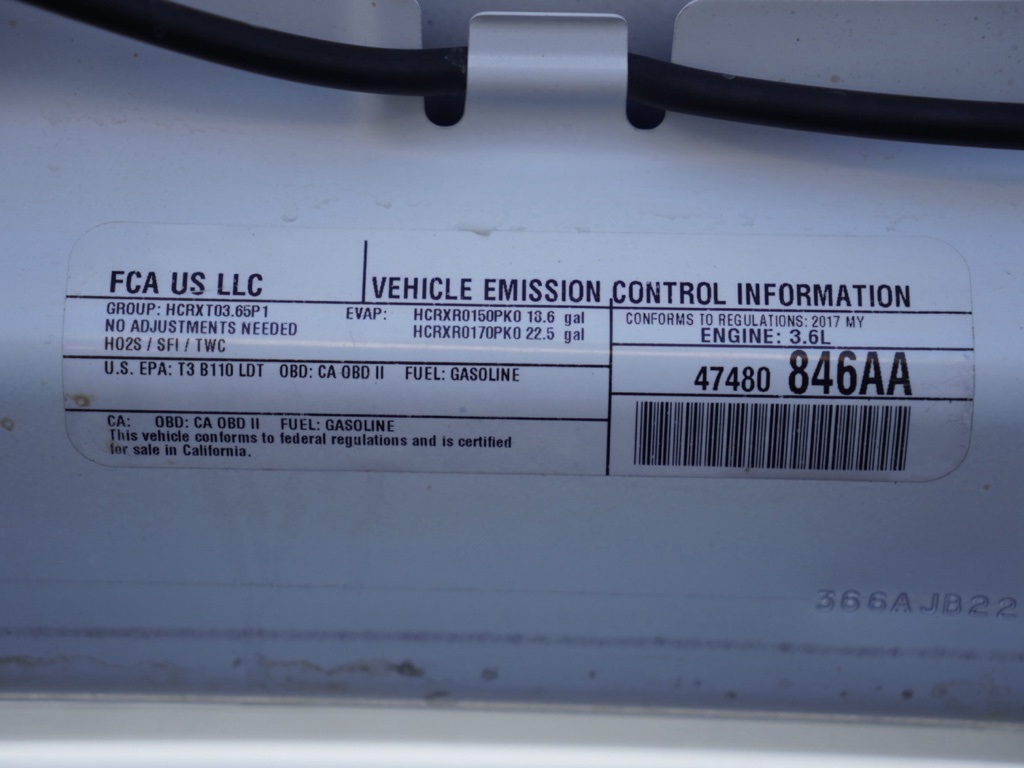 FCA US LLC
VEHICLE EMISSION CONTROL INFORMATION
GROUP: HCRXT03.65P1
NO ADJUSTMENTS NEEDED
HO2S / SFI / TWC
EVAP: HCRXR0150PK0 18.6 gal
HCRXR0170PK0 22.5 gal
CONFORMS TO REGULATIONS: 2017 MY
ENGINE: 3.6L
U.S. EPA: T3 B110 LDT OBD: CA OBD II FUEL: GASOLINE
47480 846AA
CA: OBD: CA OBD II FUEL: GASOLINE
This vehicle conforms to federal regulations and is certified
for sale in California.
366AJB22